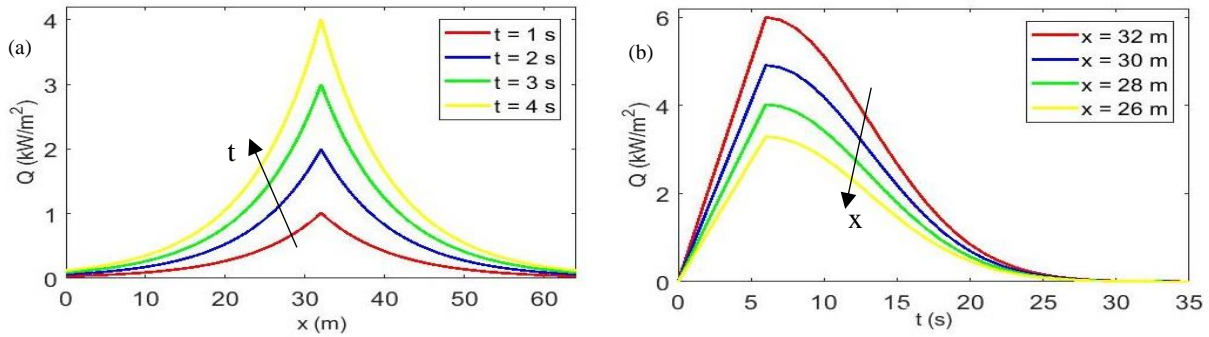 (a)
Q (kW/m²)
4
3
2
1
0
t = 1 s
t = 2 s
t = 3 s
t = 4 s
t
0 10 20 30 40 50 60
x (m)
(b)
Q (kW/m²)
6
4
2
0
x = 32 m
x = 30 m
x = 28 m
x = 26 m
x
0 5 10 15 20 25 30 35
t (s)